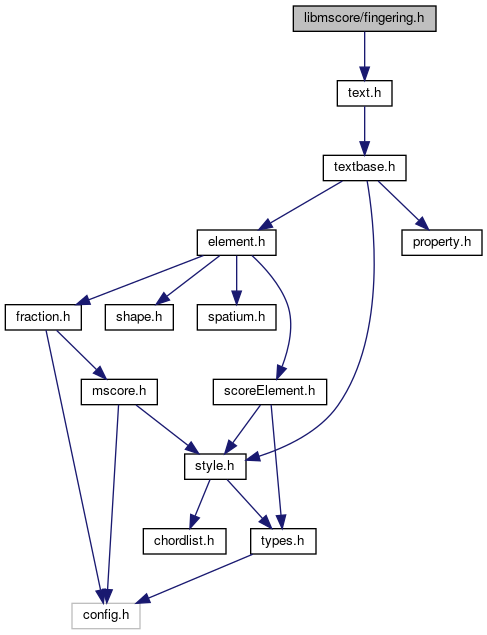 libmscore/fingering.h
text.h
textbase.h
element.h
property.h
fraction.h
shape.h
spatium.h
mscore.h
scoreElement.h
style.h
chordlist.h
types.h
config.h